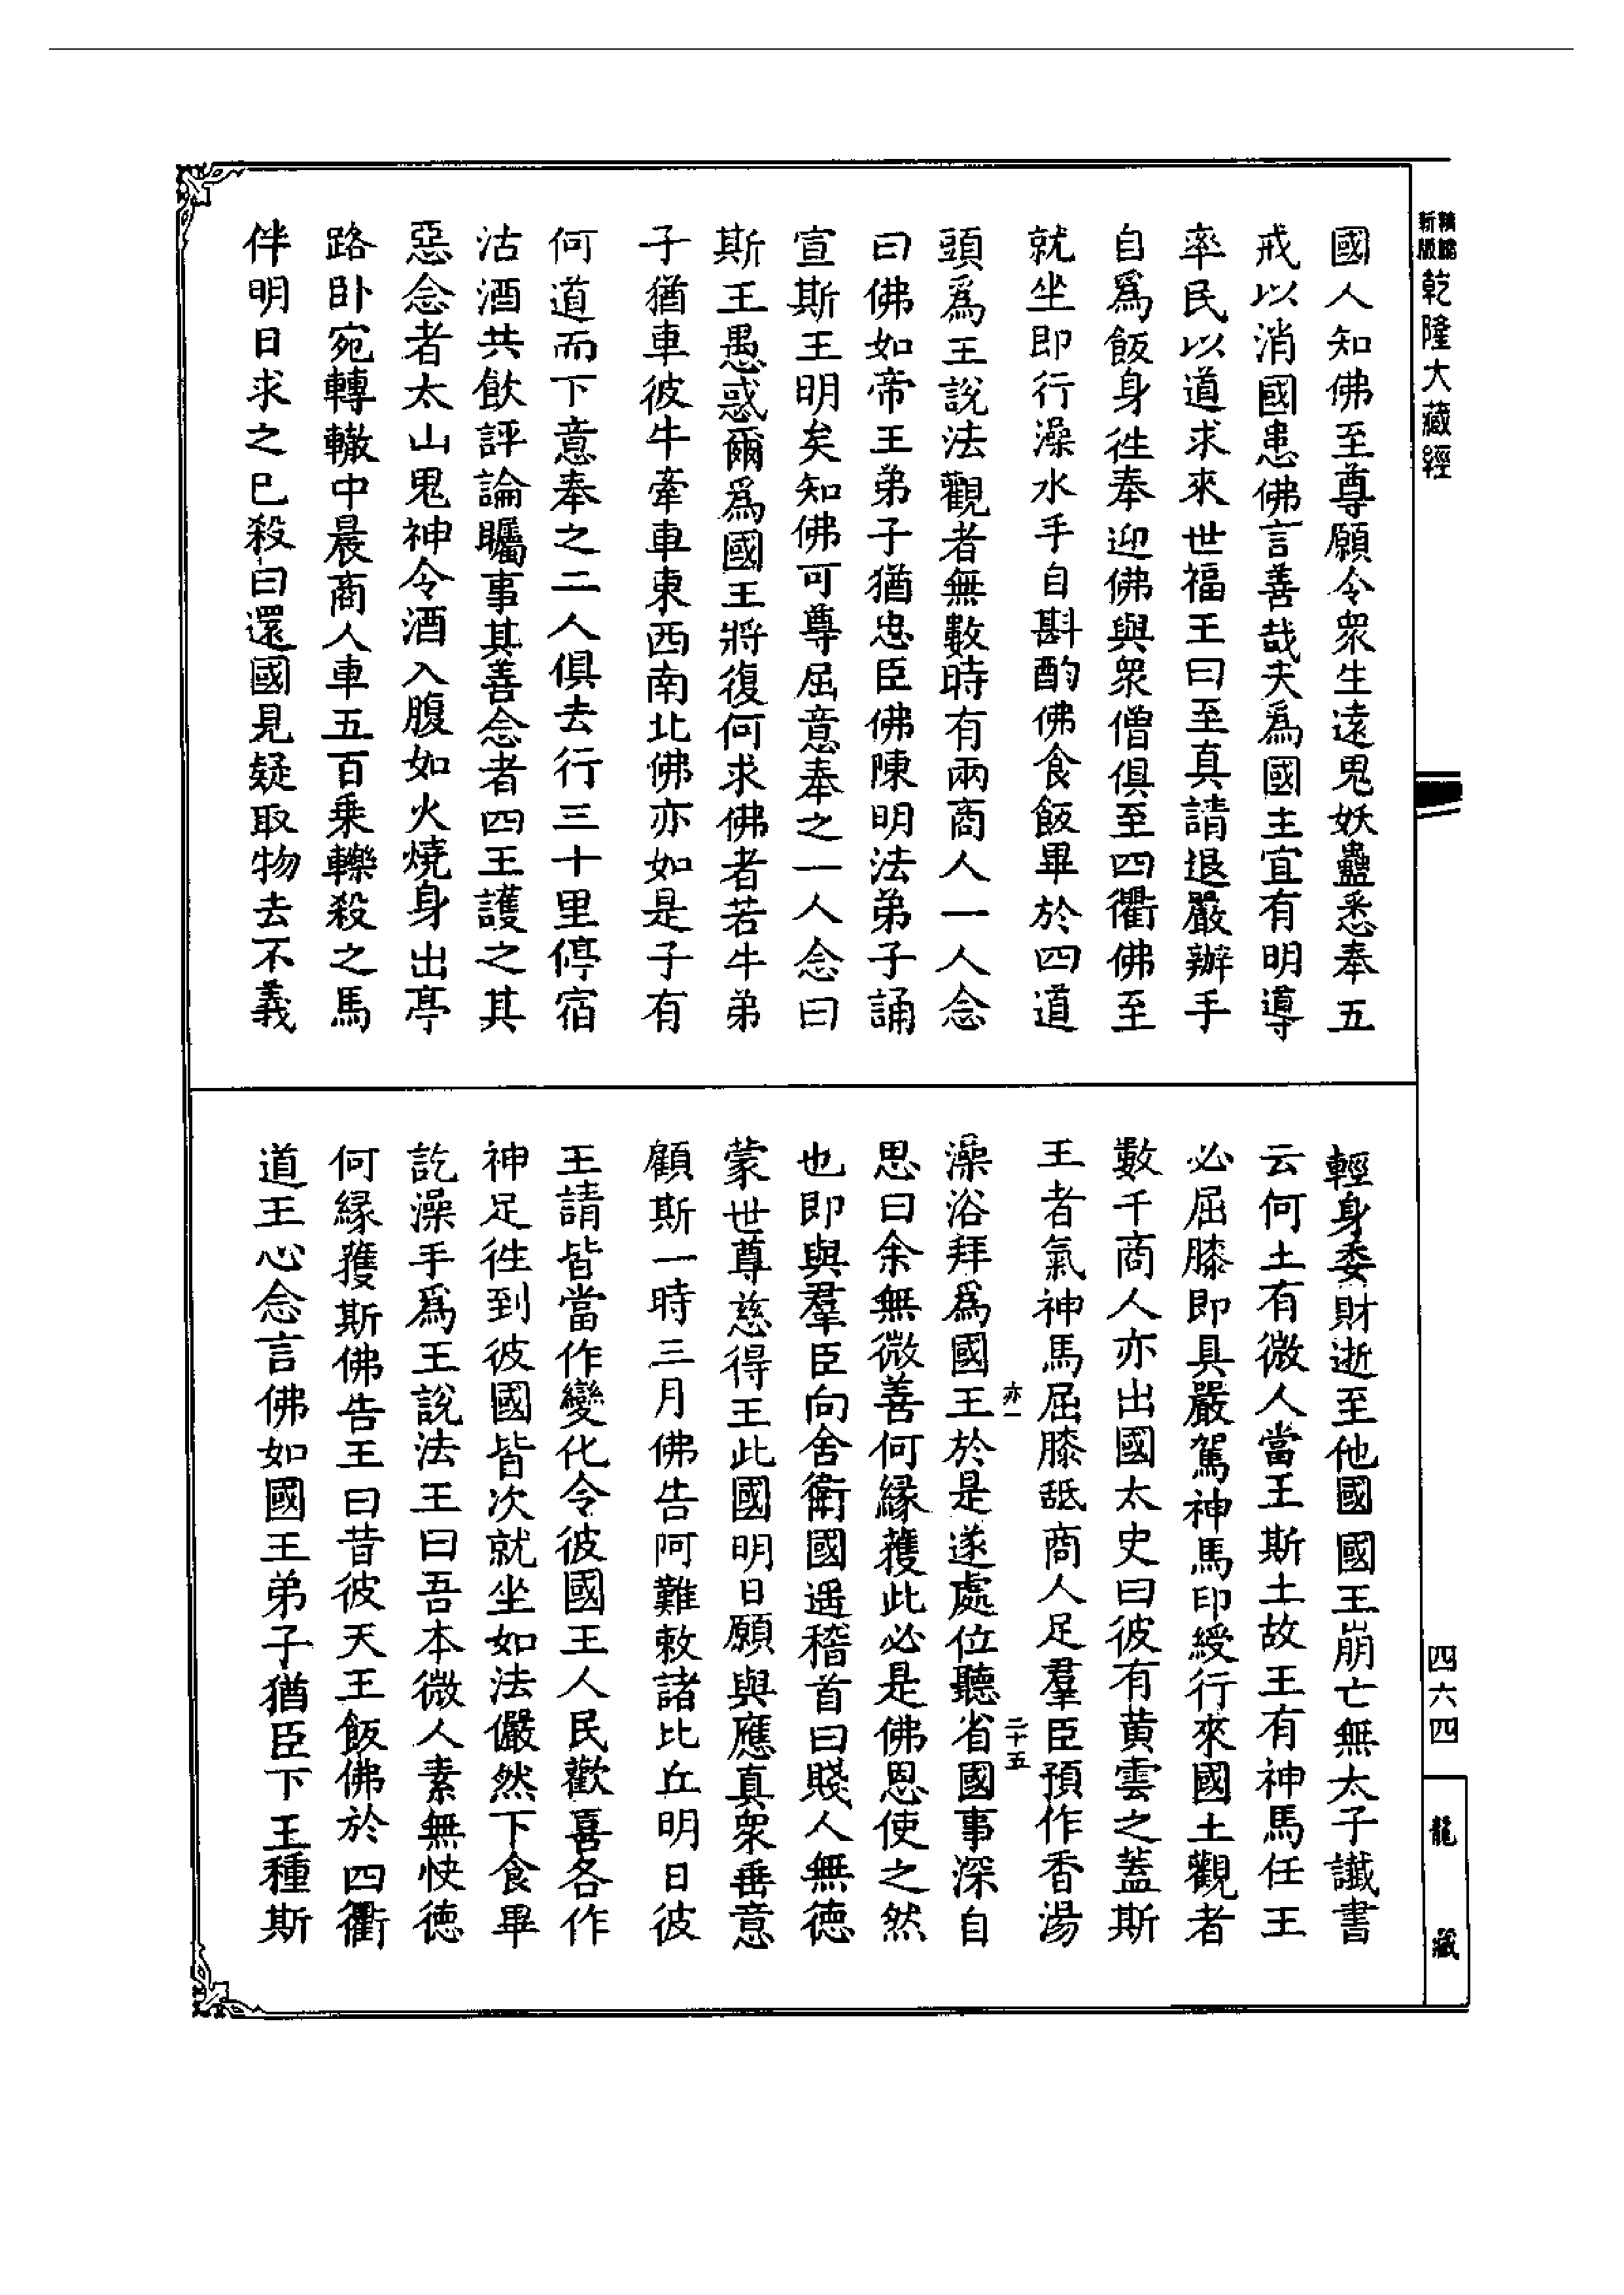 新版精縮乾隆大藏經
國人知佛至尊願令眾生遠鬼妖蠱悉奉五
戒以消國患佛言善哉夫爲國主宜有明導
率民以道求來世福王曰至真請退嚴辦手
自爲飯身往奉迎佛與眾僧俱至四衢佛至
就坐即行澡水手自斟酌佛食飯畢於四道
頭爲王說法觀者無數時有兩商人一人念
曰佛如帝王弟子猶忠臣佛陳明法弟子誦
宣斯王明矣知佛可尊屈意奉之一人念曰
斯王愚惑爾爲國王將復何求佛者若牛弟
子猶車彼牛牽車東西南北佛亦如是子有
何道而下意奉之二人俱去行三十里停宿
沽酒共飲評論矚事其善念者四王護之其
惡念者太山鬼神令酒入腹如火燒身出亭
路卧宛轉轍中晨商人車五百乘轢殺之馬
伴明日求之已殺曰還國見疑取物去不義
輕身委財逝至他國國王崩亡無太子讖書
云何土有微人當王斯土故王有神馬任王
必屈膝即具嚴駕神馬印綬行來國土觀者
數千商人亦出國太史曰彼有黃雲之蓋斯
王者氣神馬屈膝舐商人足羣臣預作香湯
澡浴拜爲國王於是遂處位聽省國事深自
亦一
二十五
思曰余無微善何緣獲此必是佛恩使之然
也即與羣臣向舍衛國遥稽首曰賤人無德
蒙世尊慈得王此國明日願與應真眾垂意
顧斯一時三月佛告阿難敕諸比丘明日彼
王請皆當作變化令彼國王人民歡喜各作
神足往到彼國皆次就坐如法儼然下食畢
訖澡手爲王說法王曰吾本微人素無快德
何緣獲斯佛告王曰昔彼天王飯佛於四衢
道王心念言佛如國王弟子猶臣下王種斯
四六四
龍藏